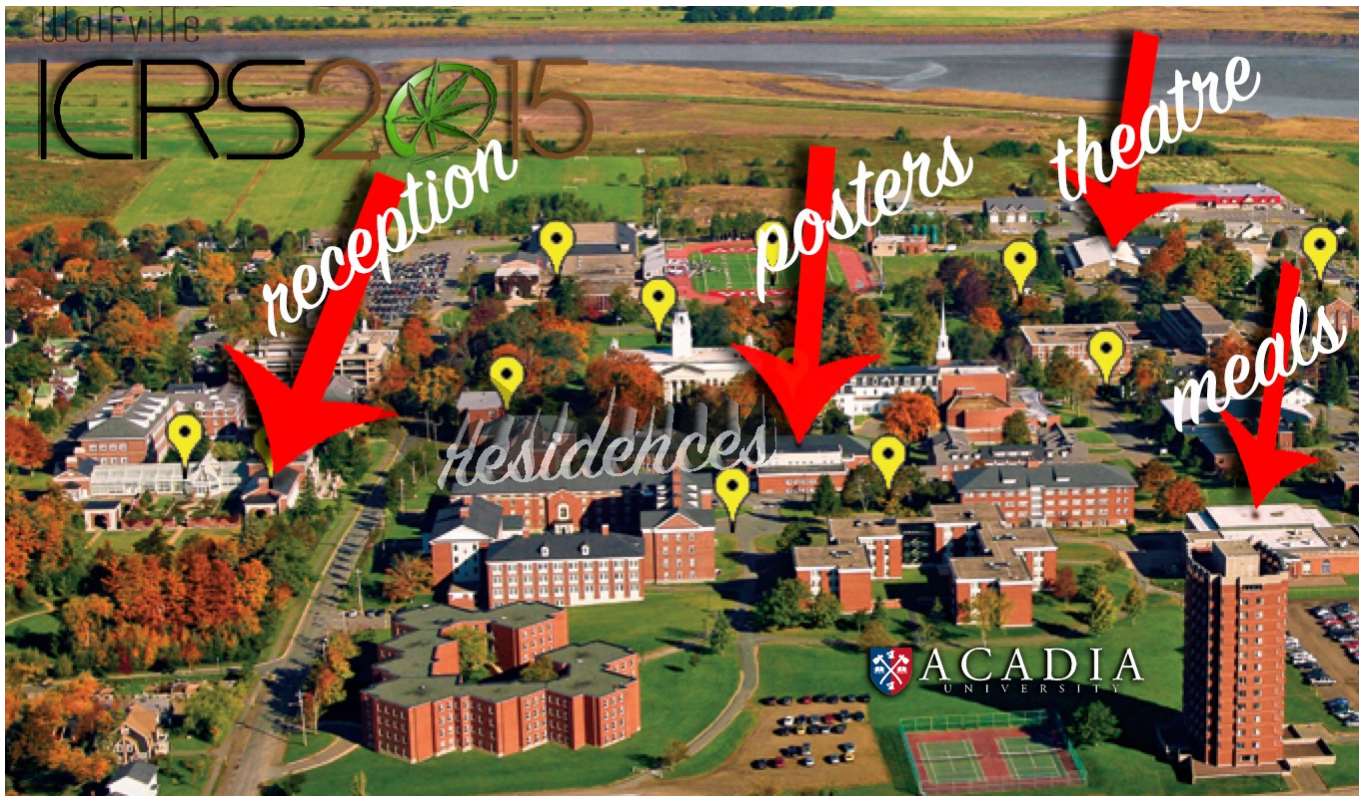 Wolfville
ICRS2015
reception
posters
theatre
meals
Residences
ACADIA
UNIVERSITY